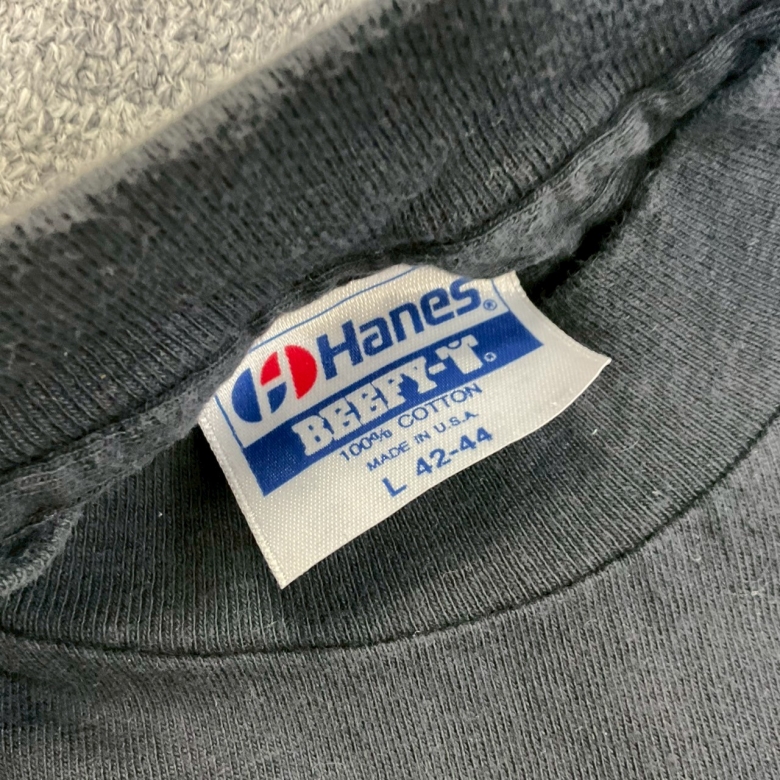 Hanes®
BEEFY-T®
100% COTTON
MADE IN U.S.A.
L 42-44